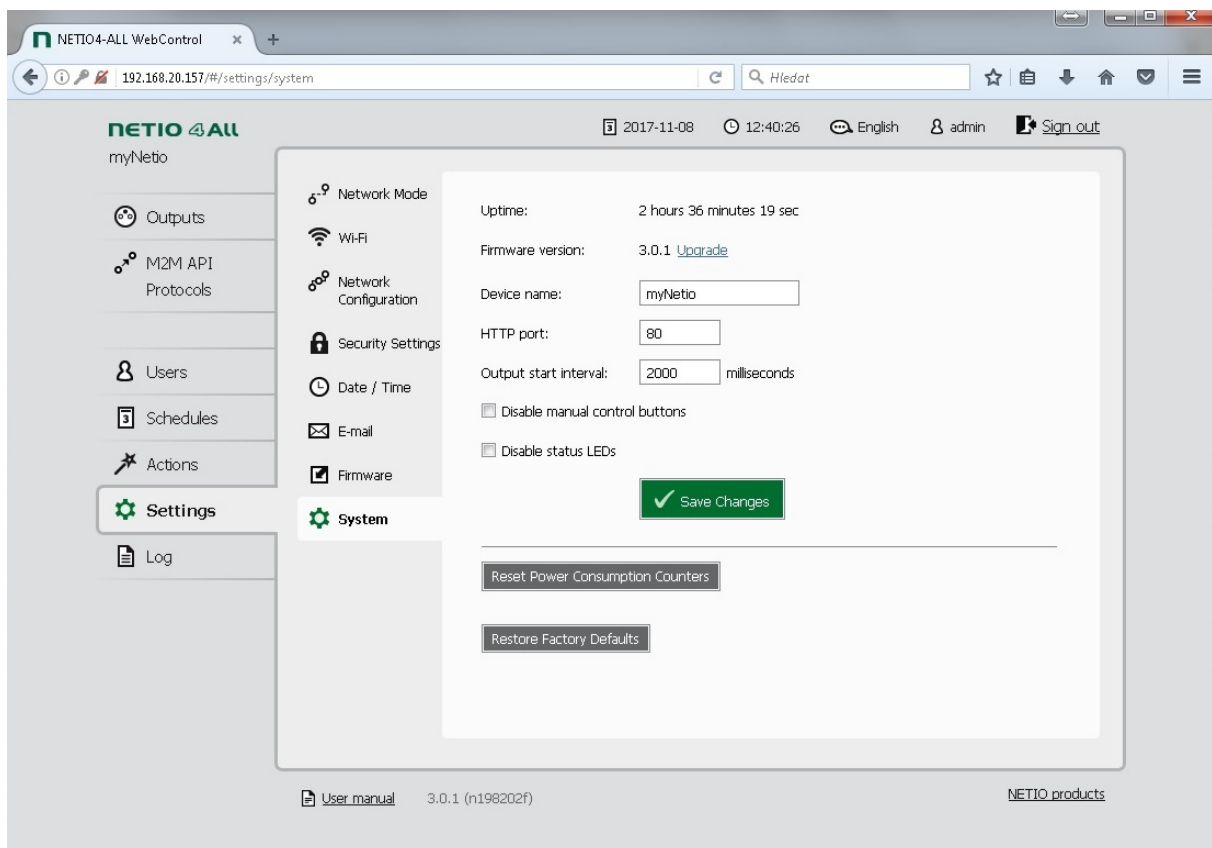 NETIO4-ALL WebControl
192.168.20.157/#/settings/system
Hledat
NETIO 4All
2017-11-08
12:40:26
English
admin
Sign out
myNetio
Outputs
M2M API
Protocols
Users
Schedules
Actions
Settings
Log
Network Mode
Wi-Fi
Network
Configuration
Security Settings
Date / Time
E-mail
Firmware
System
Uptime: 2 hours 36 minutes 19 sec
Firmware version: 3.0.1 Upgrade
Device name: myNetio
HTTP port: 80
Output start interval: 2000 milliseconds
Disable manual control buttons
Disable status LEDs
Save Changes
Reset Power Consumption Counters
Restore Factory Defaults
User manual
3.0.1 (n198202f)
NETIO products